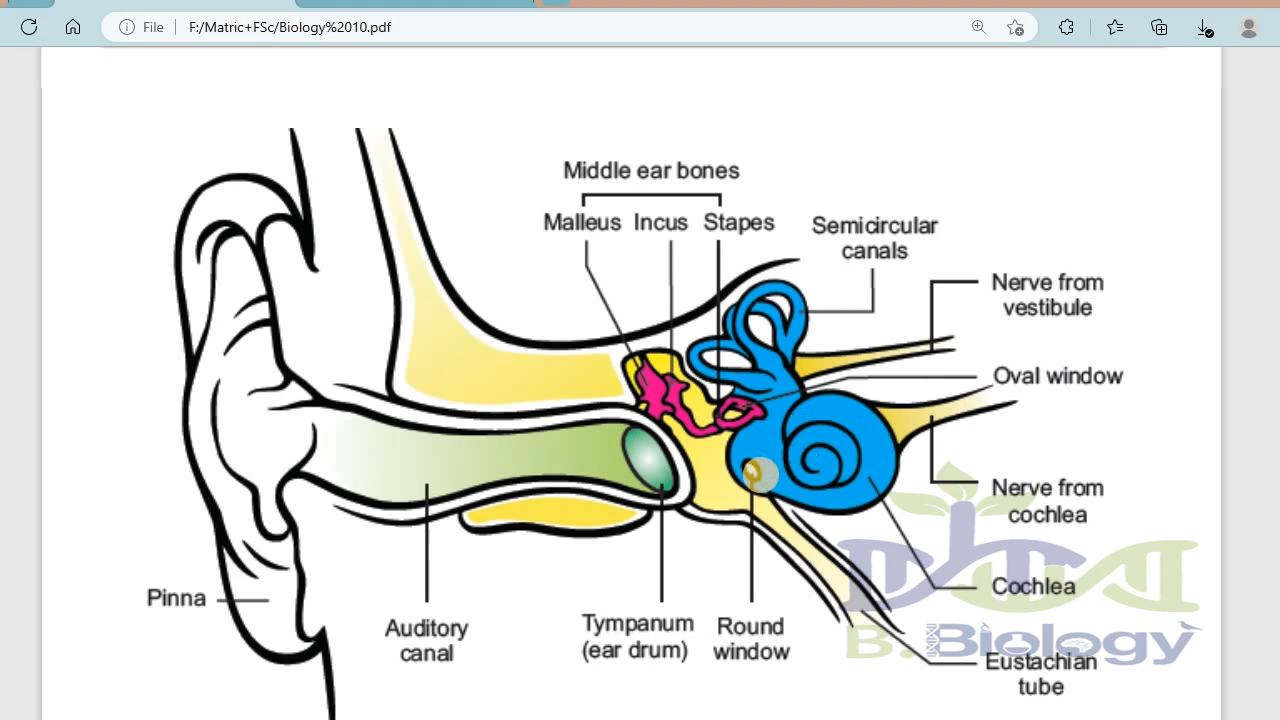 File
F:/Matric+FSc/Biology%2010.pdf
Middle ear bones
Malleus Incus Stapes
Semicircular
canals
Nerve from
vestibule
Oval window
Nerve from
cochlea
Cochlea
Pinna
Auditory
canal
Tympanum
(ear drum)
Round
window
Eustachian
tube
B. Biology